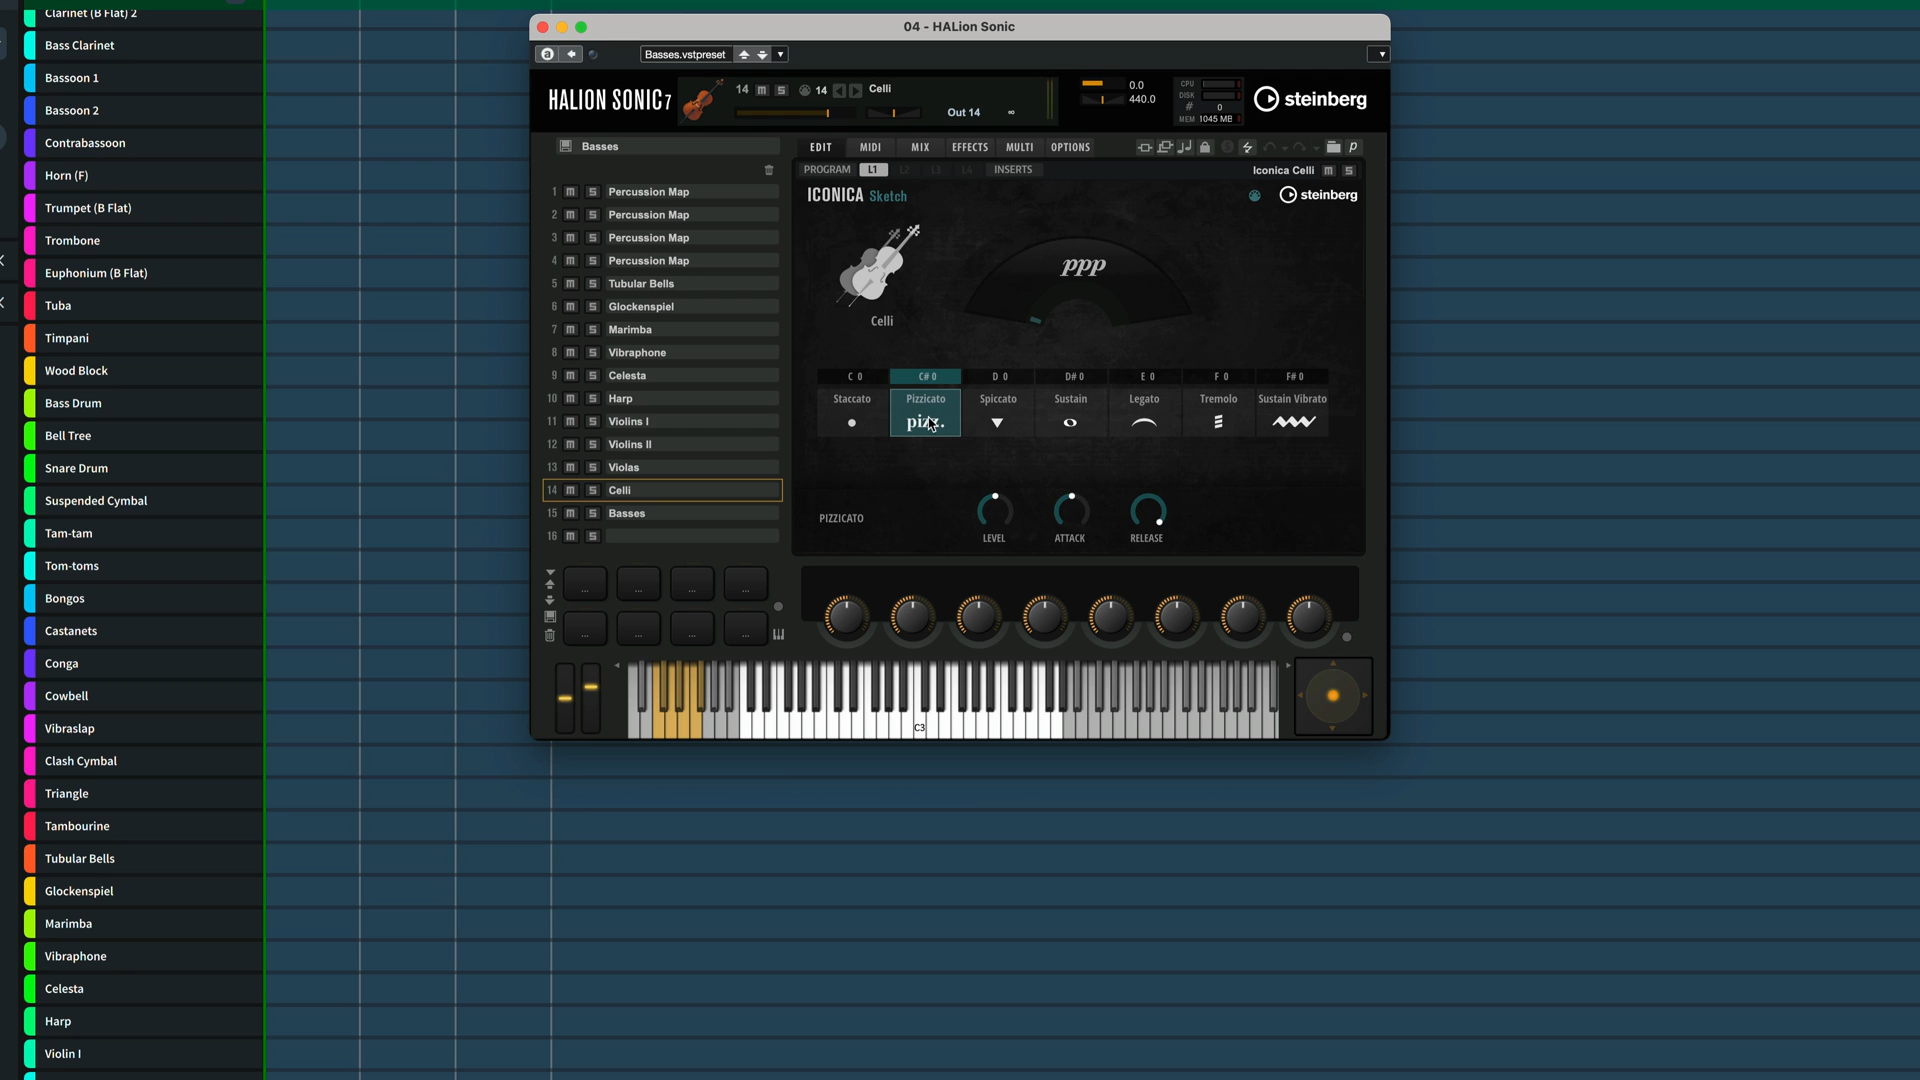 Clarinet (B Flat) 2
Bass Clarinet
Bassoon 1
Bassoon 2
Contrabassoon
Horn (F)
Trumpet (B Flat)
Trombone
Euphonium (B Flat)
Tuba
Timpani
Wood Block
Bass Drum
Bell Tree
Snare Drum
Suspended Cymbal
Tam-tam
Tom-toms
Bongos
Castanets
Conga
Cowbell
Vibraslap
Clash Cymbal
Triangle
Tambourine
Tubular Bells
Glockenspiel
Marimba
Vibraphone
Celesta
Harp
Violin I
04 - HALion Sonic
Basses.vstpreset
HALION SONIC 7
14 m S 14 Celli
Out 14 ∞
0.0
440.0
CPU
DISK
# 0
MEM 1045 MB
steinberg
Basses
1 m S Percussion Map
2 m S Percussion Map
3 m S Percussion Map
4 m S Percussion Map
5 m S Tubular Bells
6 m S Glockenspiel
7 m S Marimba
8 m S Vibraphone
9 m S Celesta
10 m S Harp
11 m S Violins I
12 m S Violins II
13 m S Violas
14 m S Celli
15 m S Basses
16 m S
EDIT MIDI MIX EFFECTS MULTI OPTIONS
PROGRAM L1 L2 L3 L4 INSERTS Iconica Celli m S
ICONICA Sketch
steinberg
ppp
Celli
C 0 C# 0 D 0 D# 0 E 0 F 0 F# 0
Staccato Pizzicato Spiccato Sustain Legato Tremolo Sustain Vibrato
pizz.
PIZZICATO
LEVEL ATTACK RELEASE
... ... ... ...
... ... ... ...
C3